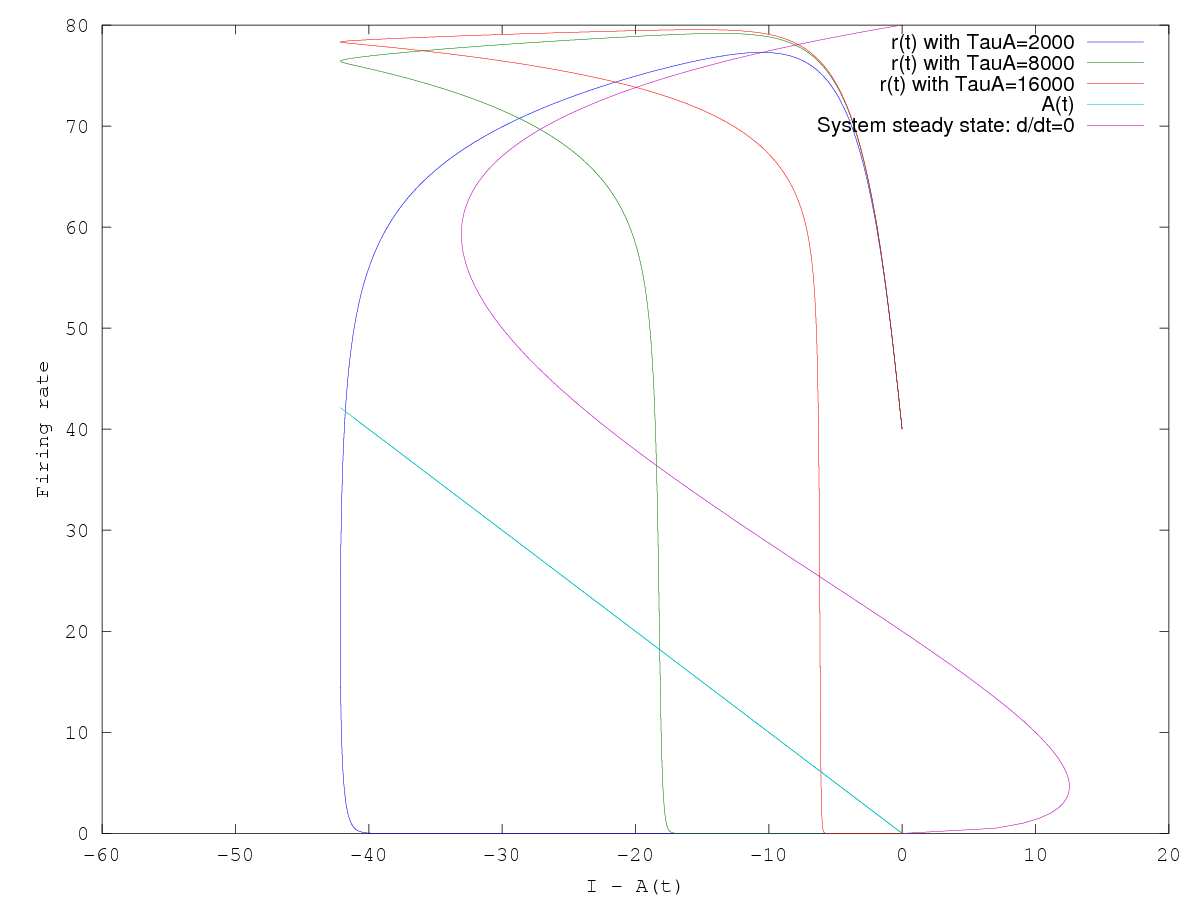 80
r(t) with TauA=2000
r(t) with TauA=8000
r(t) with TauA=16000
A(t)
System steady state: d/dt=0
70
60
50
40
30
20
10
0
Firing rate
-60 -50 -40 -30 -20 -10 0 10 20
I - A(t)